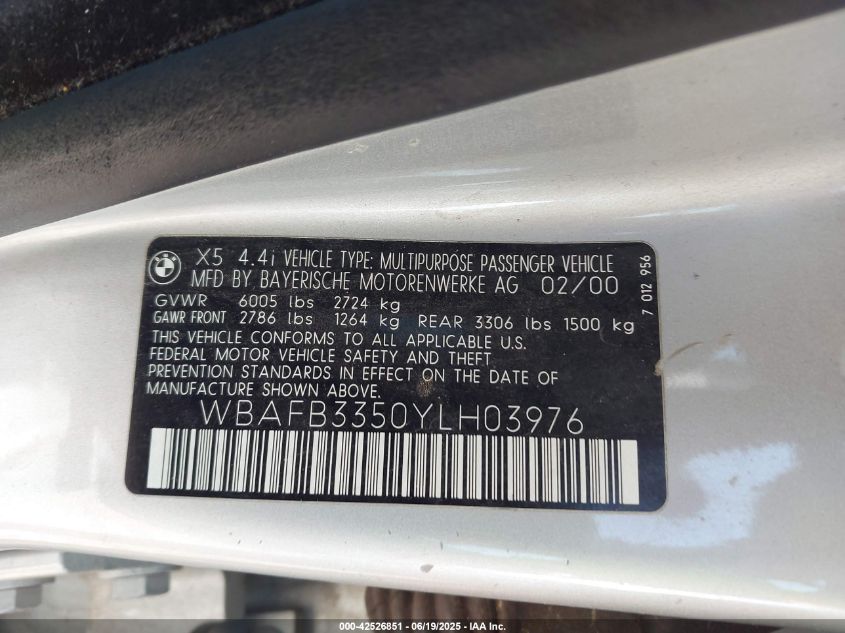 BMW
X5 4.4i VEHICLE TYPE: MULTIPURPOSE PASSENGER VEHICLE
MFD BY BAYERISCHE MOTORENWERKE AG 02/00
GVWR 6005 lbs 2724 kg
GAWR FRONT 2786 lbs 1264 kg REAR 3306 lbs 1500 kg
THIS VEHICLE CONFORMS TO ALL APPLICABLE U.S.
FEDERAL MOTOR VEHICLE SAFETY AND THEFT
PREVENTION STANDARDS IN EFFECT ON THE DATE OF
MANUFACTURE SHOWN ABOVE.
WBAFB3350YLH03976
7 012 956
000-42526851 - 06/19/2025 - IAA Inc.